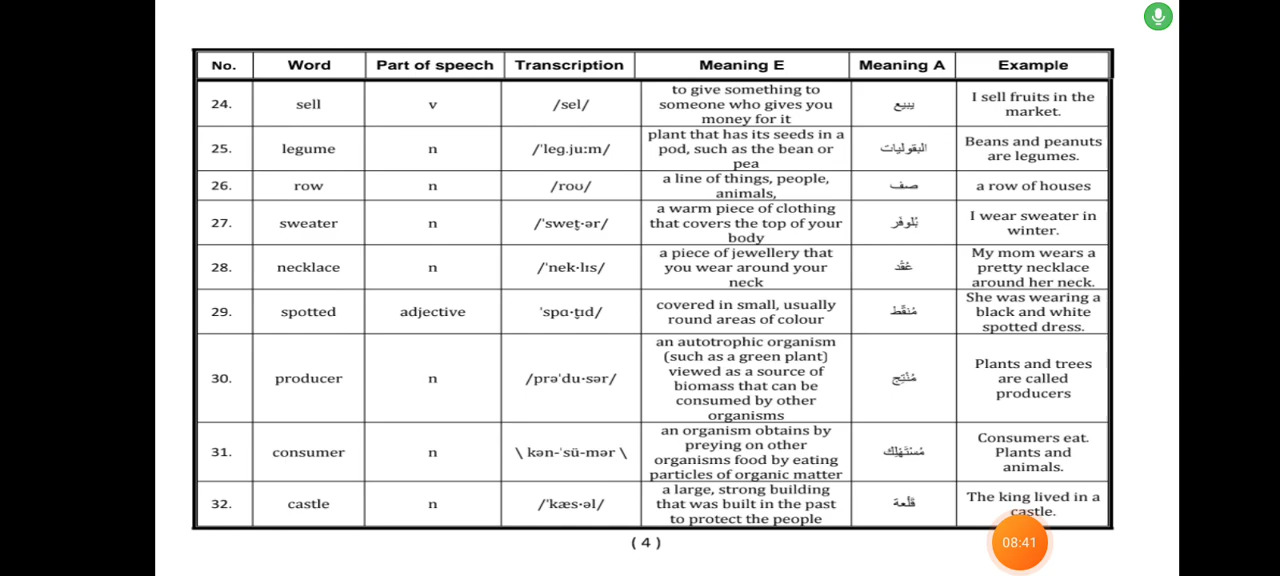 No. Word Part of speech Transcription Meaning E Meaning A Example
24. sell v /sel/ to give something to someone who gives you money for it يبيع I sell fruits in the market.
25. legume n /ˈleɡ.juːm/ plant that has its seeds in a pod, such as the bean or pea البقوليات Beans and peanuts are legumes.
26. row n /roʊ/ a line of things, people, animals, صف a row of houses
27. sweater n /ˈsweţ·ər/ a warm piece of clothing that covers the top of your body بُلوفَر I wear sweater in winter.
28. necklace n /ˈnek·lɪs/ a piece of jewellery that you wear around your neck عُقْد My mom wears a pretty necklace around her neck.
29. spotted adjective ˈspɑ·ţɪd/ covered in small, usually round areas of colour مُنقَّط She was wearing a black and white spotted dress.
30. producer n /prəˈdu·sər/ an autotrophic organism (such as a green plant) viewed as a source of biomass that can be consumed by other organisms مُنْتِج Plants and trees are called producers
31. consumer n \ kən-ˈsü-mər \ an organism obtains by preying on other organisms food by eating particles of organic matter مُسْتَهْلِك Consumers eat. Plants and animals.
32. castle n /ˈkæs·əl/ a large, strong building that was built in the past to protect the people قَلْعة The king lived in a castle.
( 4 )
08:41